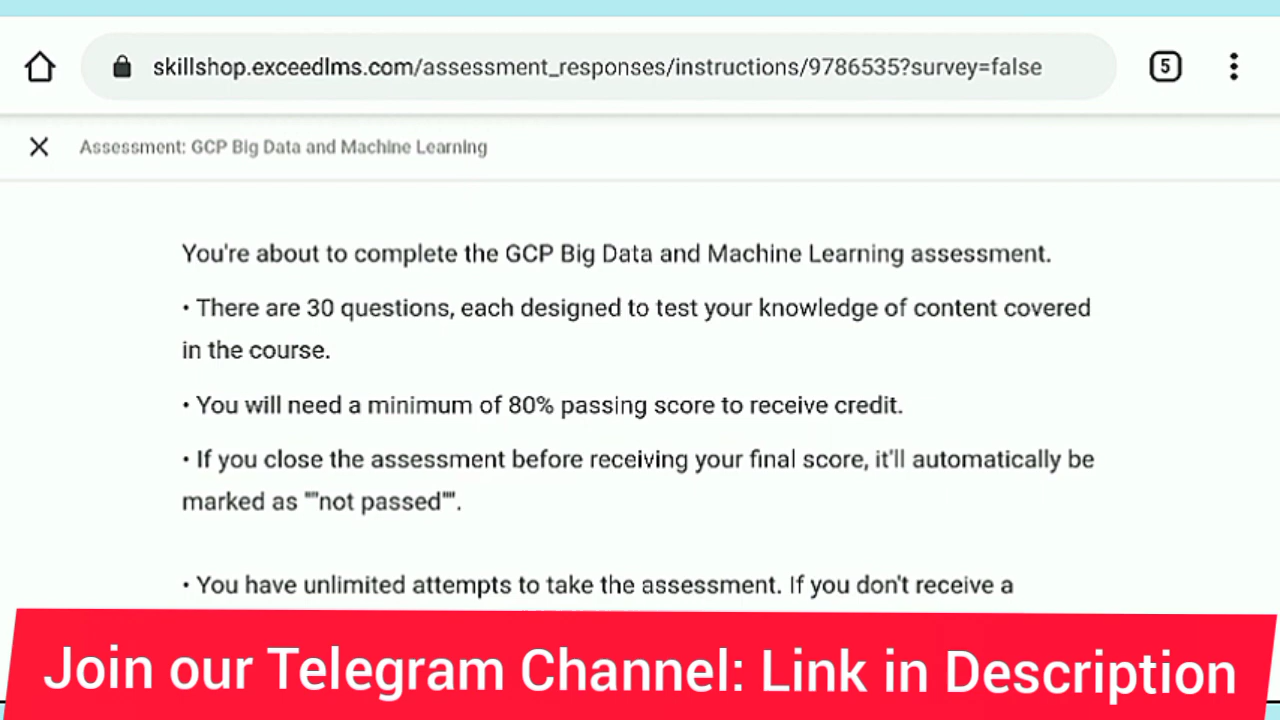 skillshop.exceedlms.com/assessment_responses/instructions/9786535?survey=false
5
Assessment: GCP Big Data and Machine Learning
You're about to complete the GCP Big Data and Machine Learning assessment.
• There are 30 questions, each designed to test your knowledge of content covered
in the course.
• You will need a minimum of 80% passing score to receive credit.
• If you close the assessment before receiving your final score, it'll automatically be
marked as ""not passed"".
• You have unlimited attempts to take the assessment. If you don't receive a
Join our Telegram Channel: Link in Description